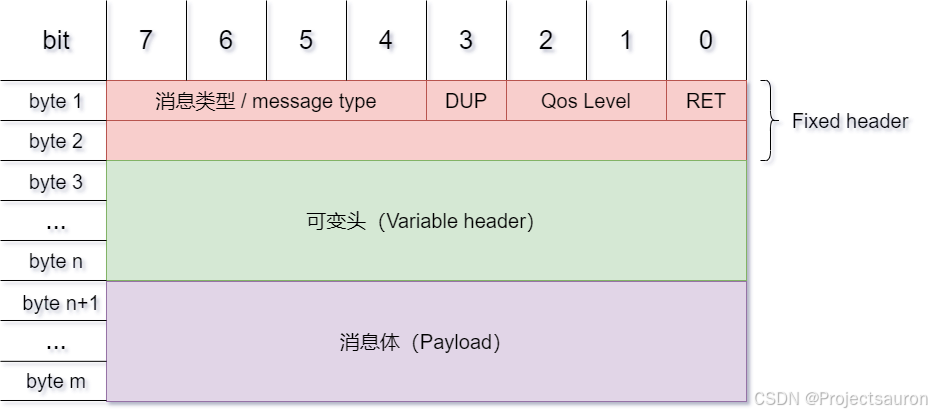 bit 7 6 5 4 3 2 1 0
byte 1 消息类型 / message type DUP Qos Level RET
Fixed header
byte 2
byte 3
... 可变头（Variable header）
byte n
byte n+1
... 消息体（Payload）
byte m
CSDN @Projectsauron